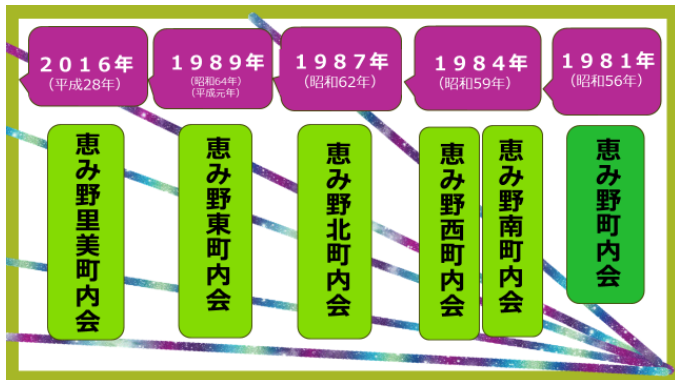 ２０１６年
（平成28年）
１９８９年
（昭和64年）
（平成元年）
１９８７年
（昭和62年）
１９８４年
（昭和59年）
１９８１年
（昭和56年）
恵み野里美町内会
恵み野東町内会
恵み野北町内会
恵み野西町内会
恵み野南町内会
恵み野町内会